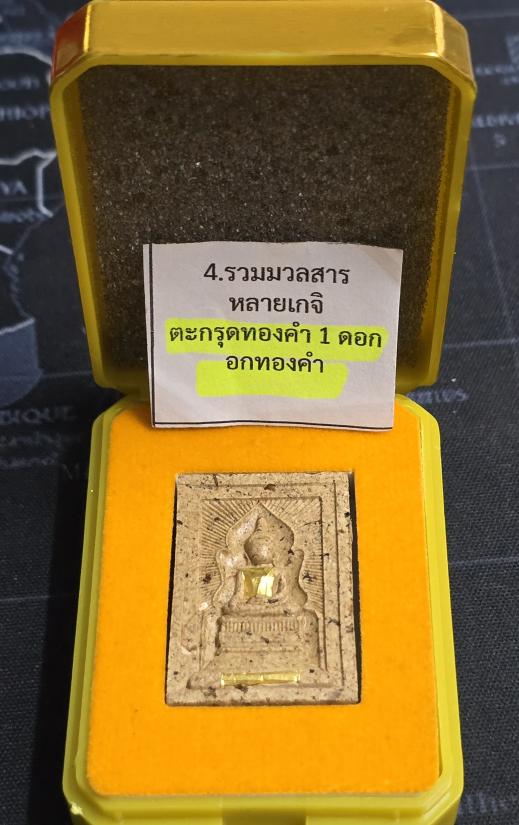 4.รวมมวลสาร
หลายเกจิ
ตะกรุดทองคำ 1 ดอก
อกทองคำ